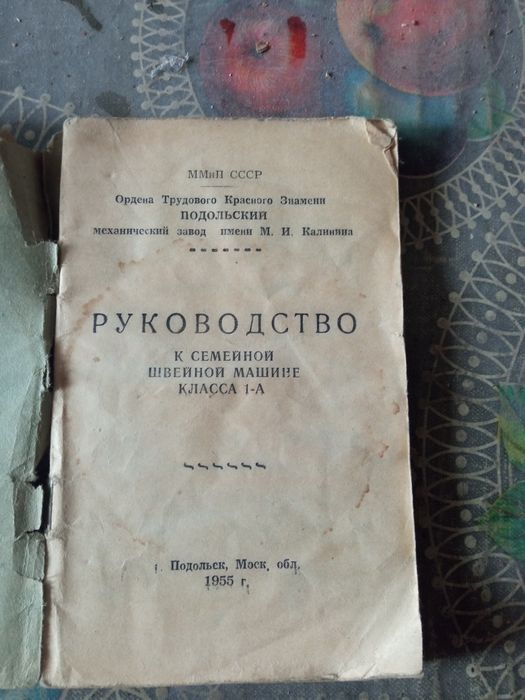 ММиП СССР
Ордена Трудового Красного Знамени
ПОДОЛЬСКИЙ
механический завод имени М. И. Калинина
РУКОВОДСТВО
К СЕМЕЙНОЙ
ШВЕЙНОЙ МАШИНЕ
КЛАССА 1-А
г. Подольск, Моск. обл.
1955 г.